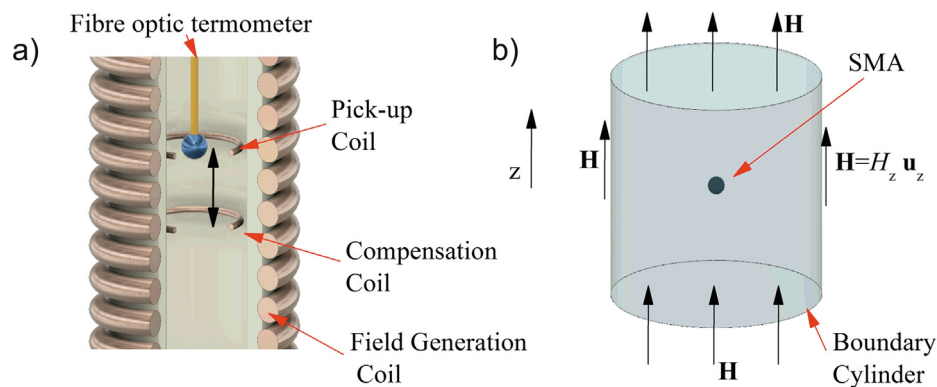 a)
Fibre optic termometer
Pick-up
Coil
Compensation
Coil
Field Generation
Coil
b)
H
SMA
z
H
H=Hz uz
H
Boundary
Cylinder